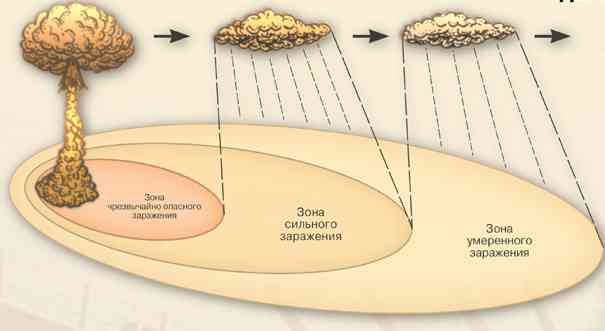 Зона
чрезвычайно опасного
заражения
Зона
сильного
заражения
Зона
умеренного
заражения